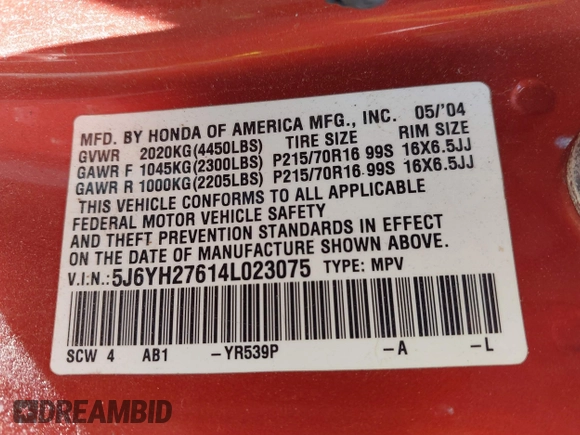 MFD. BY HONDA OF AMERICA MFG., INC. 05/'04
GVWR 2020KG(4450LBS) TIRE SIZE RIM SIZE
GAWR F 1045KG(2300LBS) P215/70R16 99S 16X6.5JJ
GAWR R 1000KG(2205LBS) P215/70R16 99S 16X6.5JJ
THIS VEHICLE CONFORMS TO ALL APPLICABLE
FEDERAL MOTOR VEHICLE SAFETY
AND THEFT PREVENTION STANDARDS IN EFFECT
ON THE DATE OF MANUFACTURE SHOWN ABOVE.
V.I.N.:5J6YH27614L023075 TYPE: MPV
SCW 4 AB1 -YR539P -A -L
DREAMBID